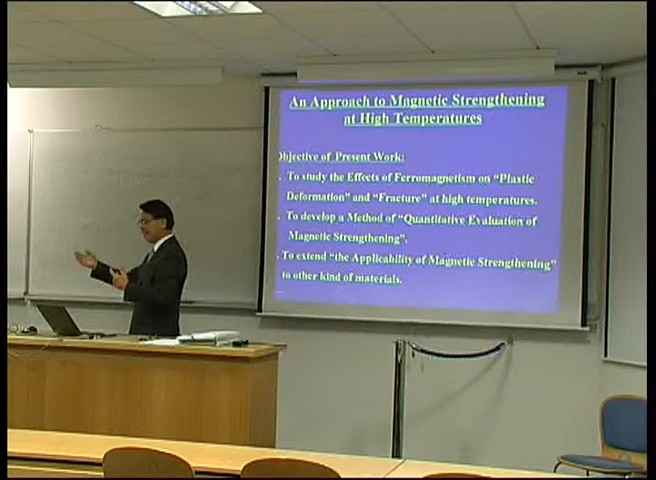 An Approach to Magnetic Strengthening
at High Temperatures
Objective of Present Work:
. To study the Effects of Ferromagnetism on "Plastic
Deformation" and "Fracture" at high temperatures.
. To develop a Method of "Quantitative Evaluation of
Magnetic Strengthening".
. To extend "the Applicability of Magnetic Strengthening"
to other kind of materials.